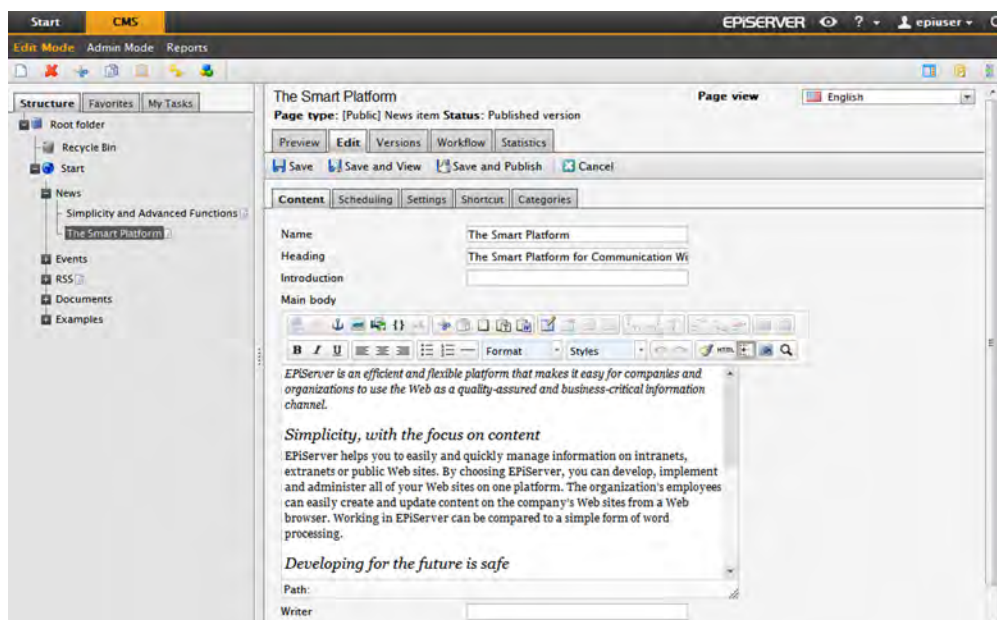 Start CMS EPiSERVER ? epiuser
Edit Mode Admin Mode Reports
Structure Favorites My Tasks
Root folder
Recycle Bin
Start
News
Simplicity and Advanced Functions
The Smart Platform
Events
RSS
Documents
Examples
The Smart Platform Page view English
Page type: [Public] News item Status: Published version
Preview Edit Versions Workflow Statistics
Save Save and View Save and Publish Cancel
Content Scheduling Settings Shortcut Categories
Name The Smart Platform
Heading The Smart Platform for Communication Wi
Introduction
Main body
B I U Format Styles HTML
EPiServer is an efficient and flexible platform that makes it easy for companies and
organizations to use the Web as a quality-assured and business-critical information
channel.
Simplicity, with the focus on content
EPiServer helps you to easily and quickly manage information on intranets,
extranets or public Web sites. By choosing EPiServer, you can develop, implement
and administer all of your Web sites on one platform. The organization's employees
can easily create and update content on the company's Web sites from a Web
browser. Working in EPiServer can be compared to a simple form of word
processing.
Developing for the future is safe
Path:
Writer